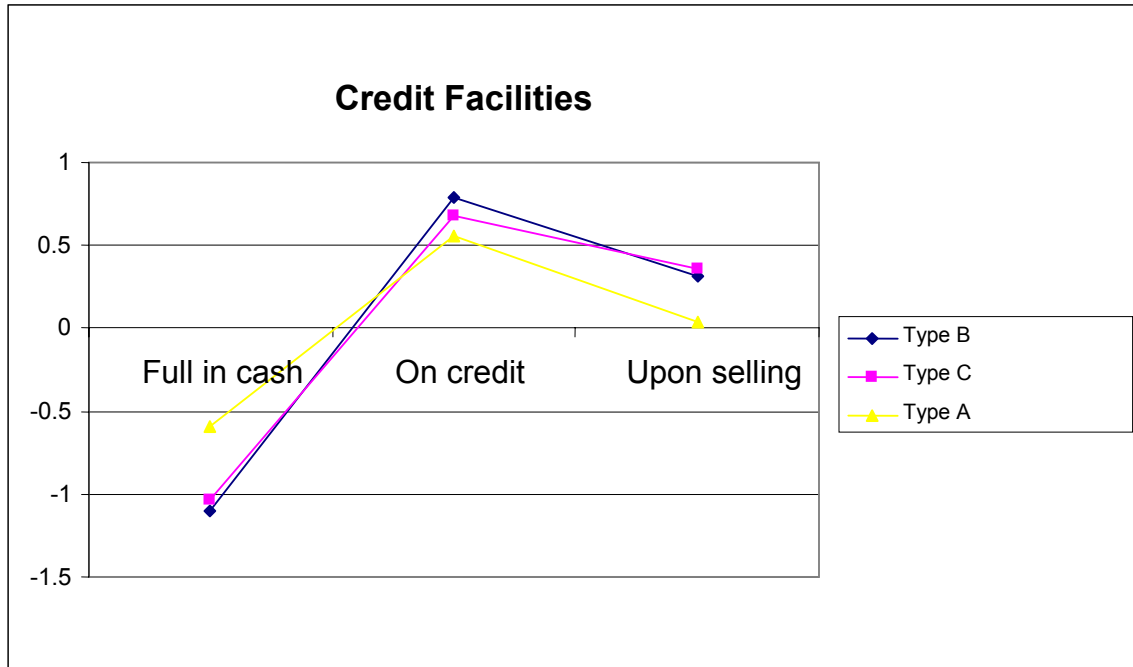 Credit Facilities
1
0.5
0
-0.5
-1
-1.5
Full in cash On credit Upon selling
Type B
Type C
Type A